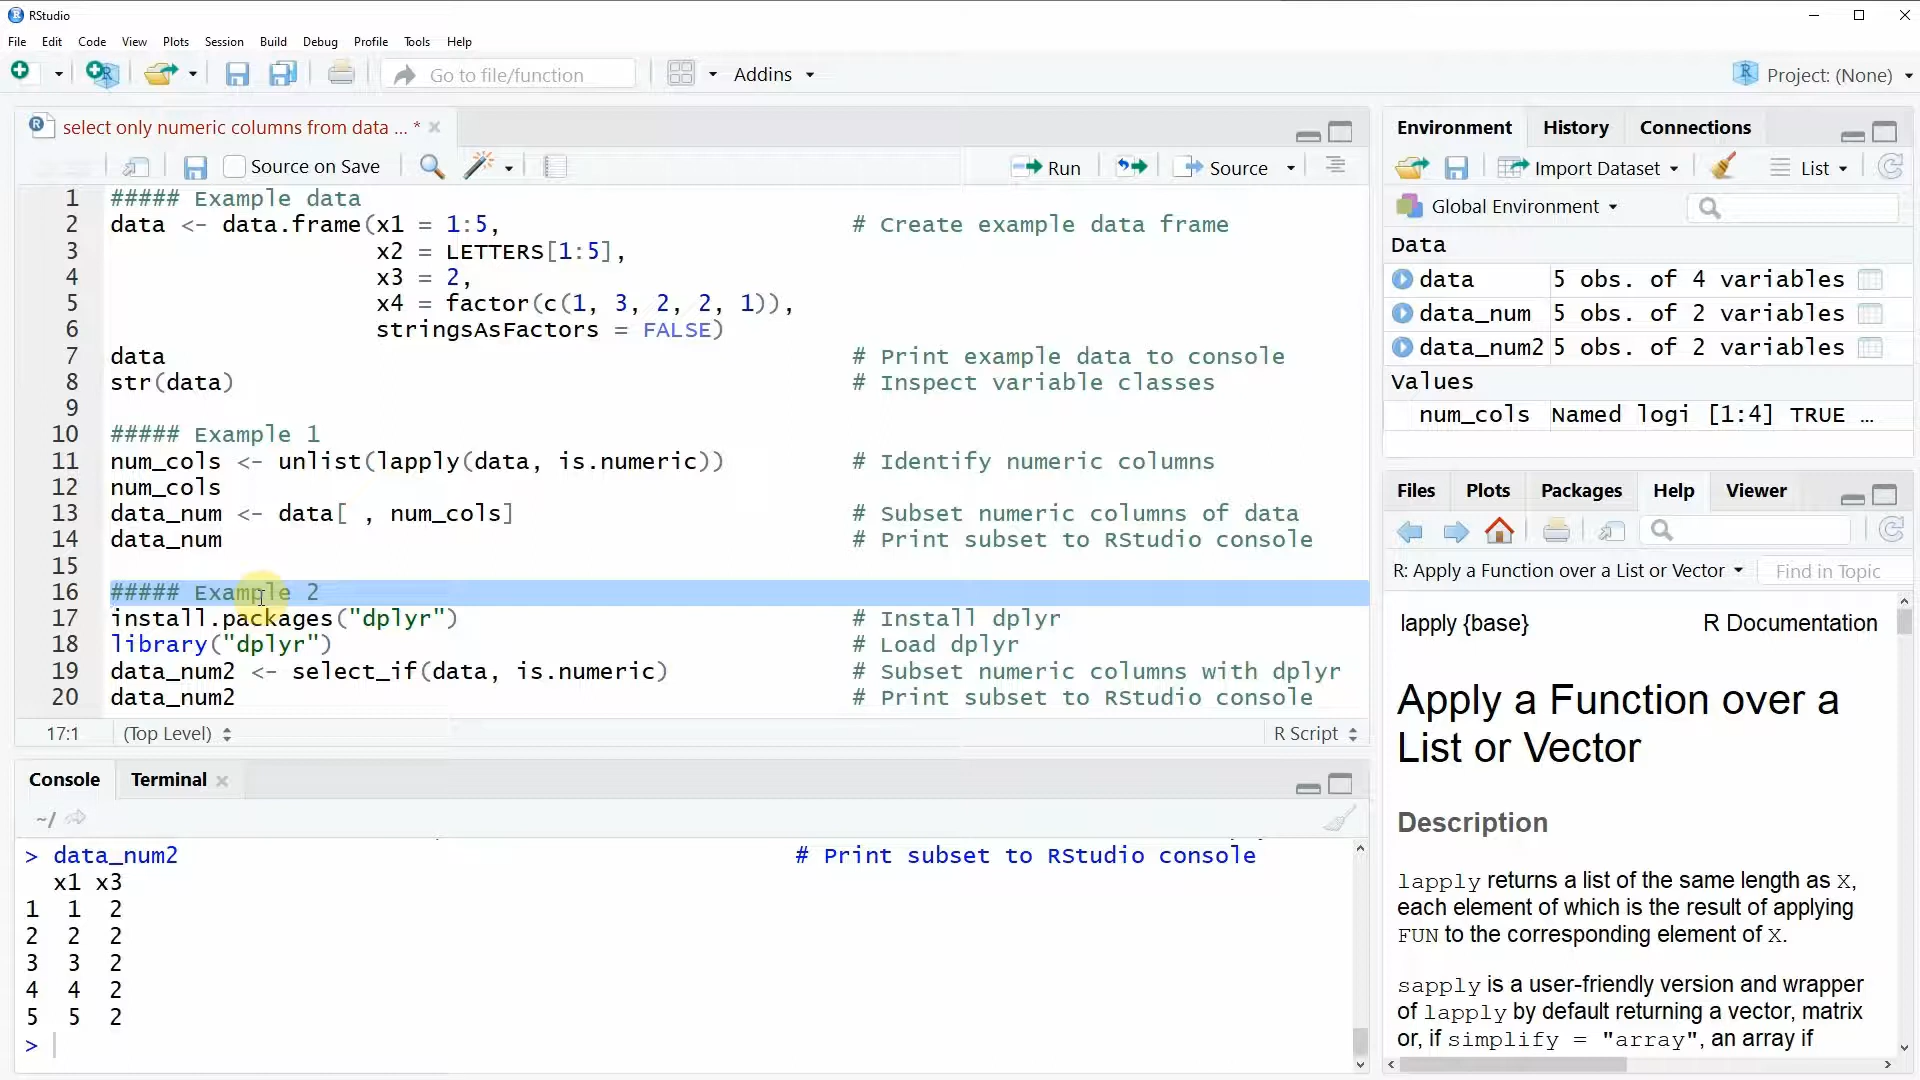 RStudio
File Edit Code View Plots Session Build Debug Profile Tools Help
Go to file/function Addins Project: (None)
select only numeric columns from data ... *
Source on Save Run Source
1 ##### Example data
2 data <- data.frame(x1 = 1:5, # Create example data frame
3 x2 = LETTERS[1:5],
4 x3 = 2,
5 x4 = factor(c(1, 3, 2, 2, 1)),
6 stringsAsFactors = FALSE)
7 data # Print example data to console
8 str(data) # Inspect variable classes
9
10 ##### Example 1
11 num_cols <- unlist(lapply(data, is.numeric)) # Identify numeric columns
12 num_cols
13 data_num <- data[ , num_cols] # Subset numeric columns of data
14 data_num # Print subset to RStudio console
15
16 ##### Example 2
17 install.packages("dplyr") # Install dplyr
18 library("dplyr") # Load dplyr
19 data_num2 <- select_if(data, is.numeric) # Subset numeric columns with dplyr
20 data_num2 # Print subset to RStudio console
17:1 (Top Level) R Script
Console Terminal
~/
> data_num2 # Print subset to RStudio console
x1 x3
1 1 2
2 2 2
3 3 2
4 4 2
5 5 2
>
Environment History Connections
Import Dataset List
Global Environment
Data
data 5 obs. of 4 variables
data_num 5 obs. of 2 variables
data_num2 5 obs. of 2 variables
Values
num_cols Named logi [1:4] TRUE ...
Files Plots Packages Help Viewer
R: Apply a Function over a List or Vector Find in Topic
lapply {base} R Documentation
Apply a Function over a
List or Vector
Description
lapply returns a list of the same length as X,
each element of which is the result of applying
FUN to the corresponding element of X.
sapply is a user-friendly version and wrapper
of lapply by default returning a vector, matrix
or, if simplify = "array", an array if